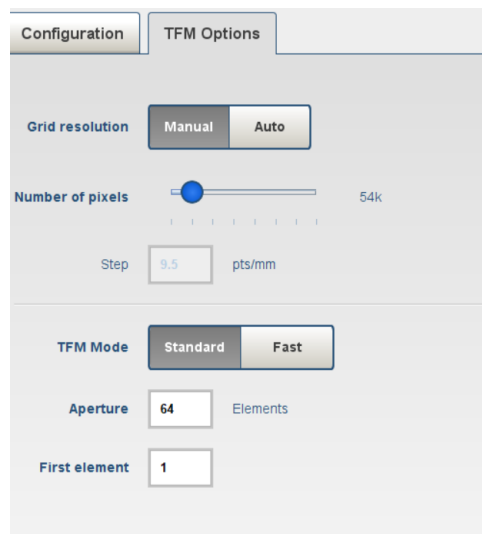 Configuration TFM Options
Grid resolution Manual Auto
Number of pixels 54k
Step 9.5 pts/mm
TFM Mode Standard Fast
Aperture 64 Elements
First element 1